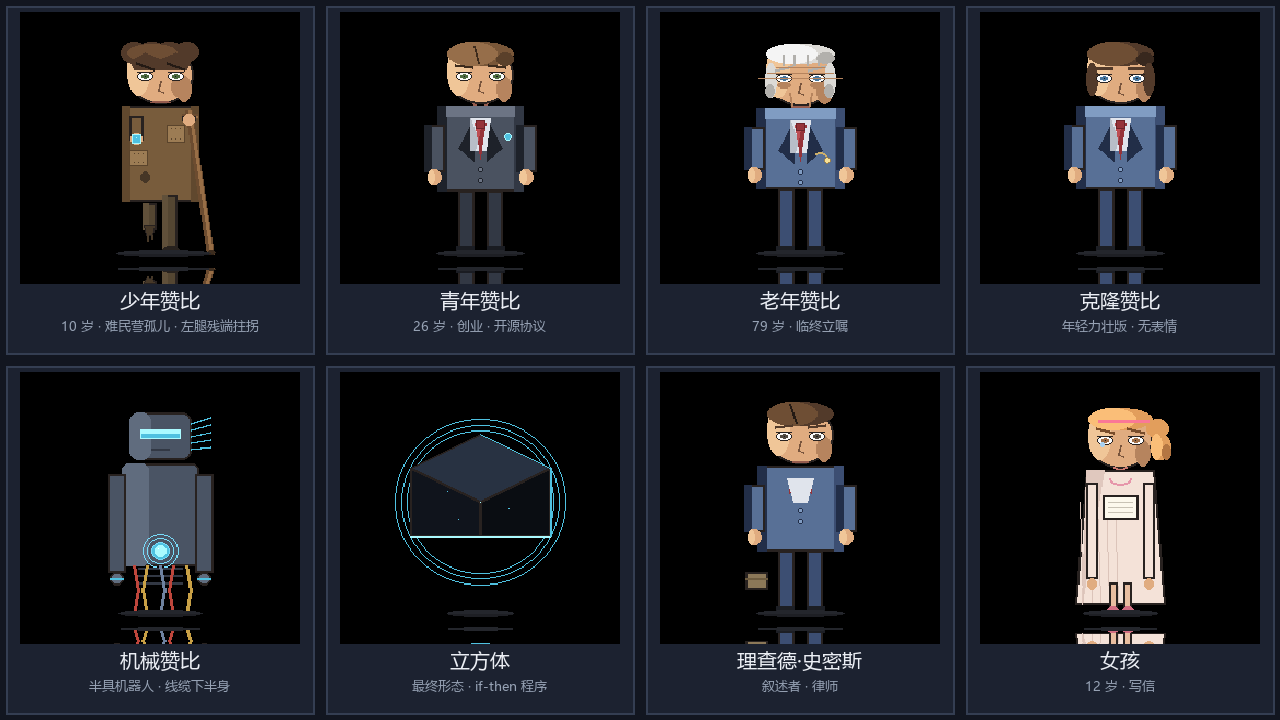 少年赞比
10 岁 · 难民营孤儿 · 左腿残端拄拐
青年赞比
26 岁 · 创业 · 开源协议
老年赞比
79 岁 · 临终立嘱
克隆赞比
年轻力壮版 · 无表情
机械赞比
半具机器人 · 线缆下半身
立方体
最终形态 · if-then 程序
理查德·史密斯
叙述者 · 律师
女孩
12 岁 · 写信